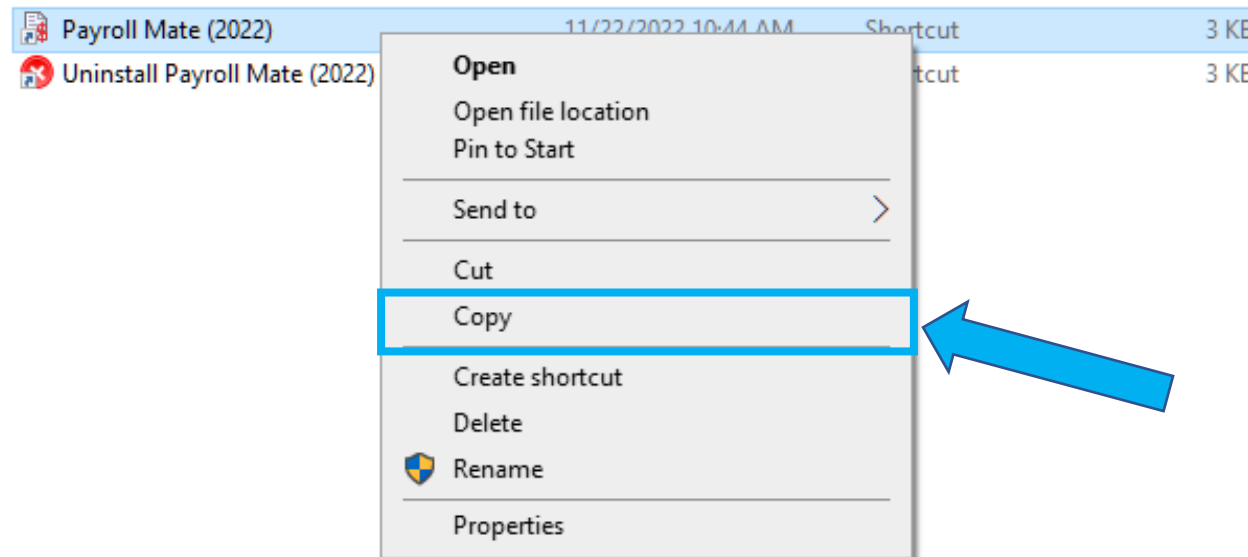 Payroll Mate (2022) 11/22/2022 10:44 AM Shortcut 3 KB
Uninstall Payroll Mate (2022) tcut 3 KB
Open
Open file location
Pin to Start
Send to
Cut
Copy
Create shortcut
Delete
Rename
Properties